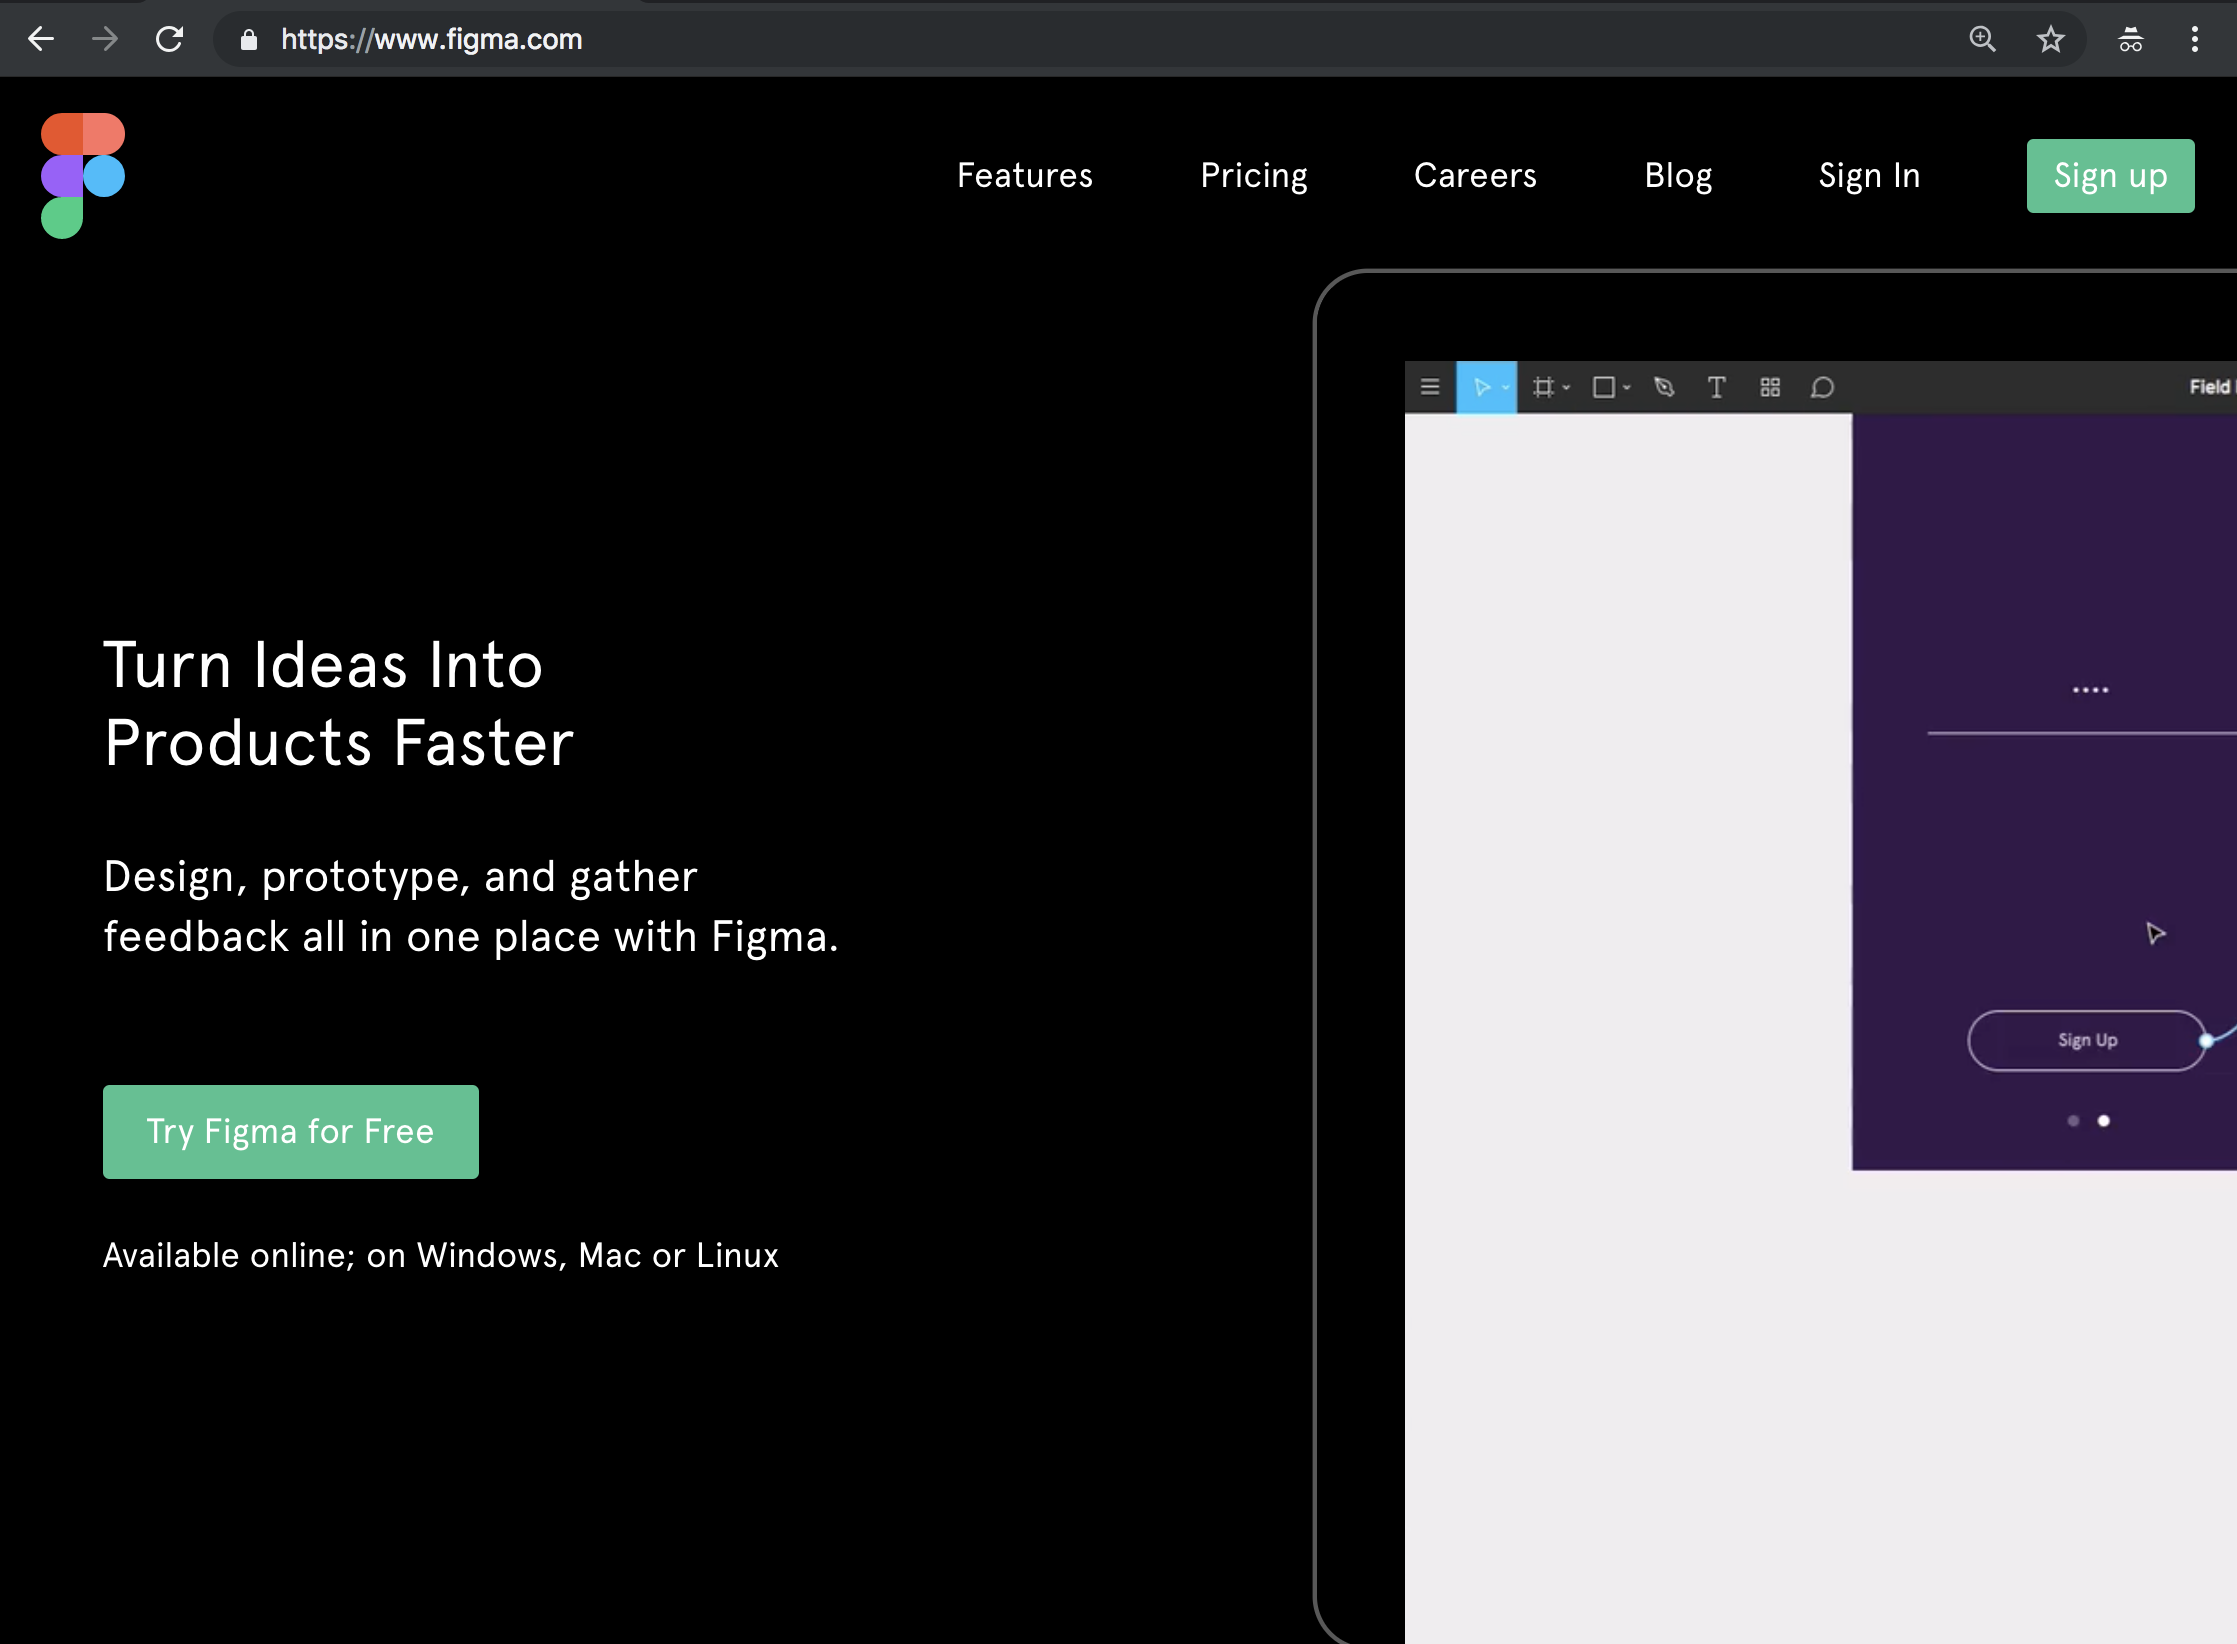 https://www.figma.com
Features Pricing Careers Blog Sign In Sign up
Field
Turn Ideas Into
Products Faster
Design, prototype, and gather
feedback all in one place with Figma.
Sign Up
Try Figma for Free
Available online; on Windows, Mac or Linux